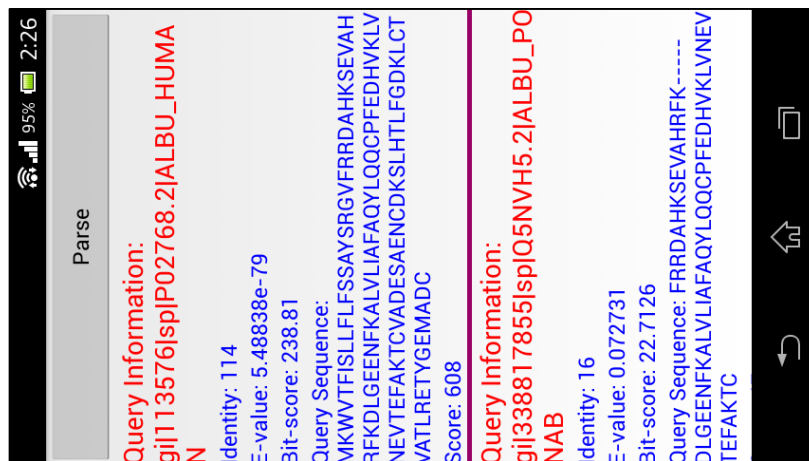 95% 2:26
Parse
Query Information:
gi|113576|sp|P02768.2|ALBU_HUMA
N
Identity: 114
E-value: 5.48838e-79
Bit-score: 238.81
Query Sequence:
MKWVTFISLLFLFSSAYSRGVFRRDAHKSEVAH
RFKDLGEENFKALVLIAFAQYLQQCPFEDHVKLV
NEVTEFAKTCVADESAENCDKSLHTLFGDKLCT
VATLRETYGEMADC
Score: 608
Query Information:
gi|338817855|sp|Q5NVH5.2|ALBU_PO
NAB
Identity: 16
E-value: 0.072731
Bit-score: 22.7126
Query Sequence: FRRDAHKSEVAHRFK-----
DLGEENFKALVLIAFAQYLQQCPFEDHVKLVNEV
TEFAKTC